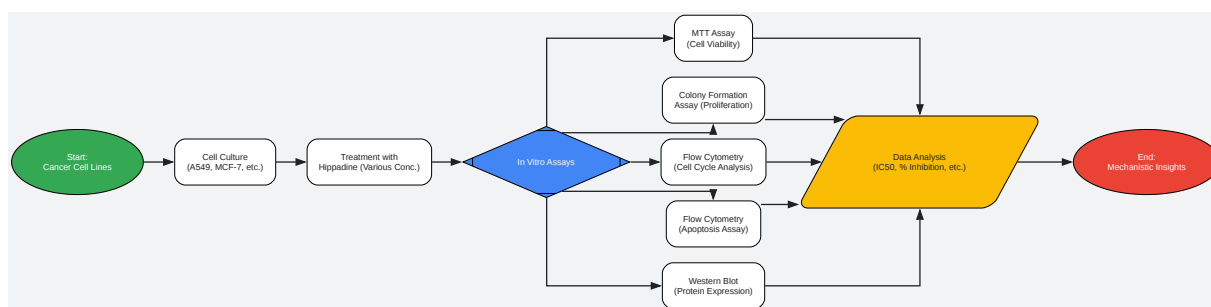 Start:
Cancer Cell Lines
Cell Culture
(A549, MCF-7, etc.)
Treatment with
Hippadine (Various Conc.)
In Vitro Assays
MTT Assay
(Cell Viability)
Colony Formation
Assay (Proliferation)
Flow Cytometry
(Cell Cycle Analysis)
Flow Cytometry
(Apoptosis Assay)
Western Blot
(Protein Expression)
Data Analysis
(IC50, % Inhibition, etc.)
End:
Mechanistic Insights